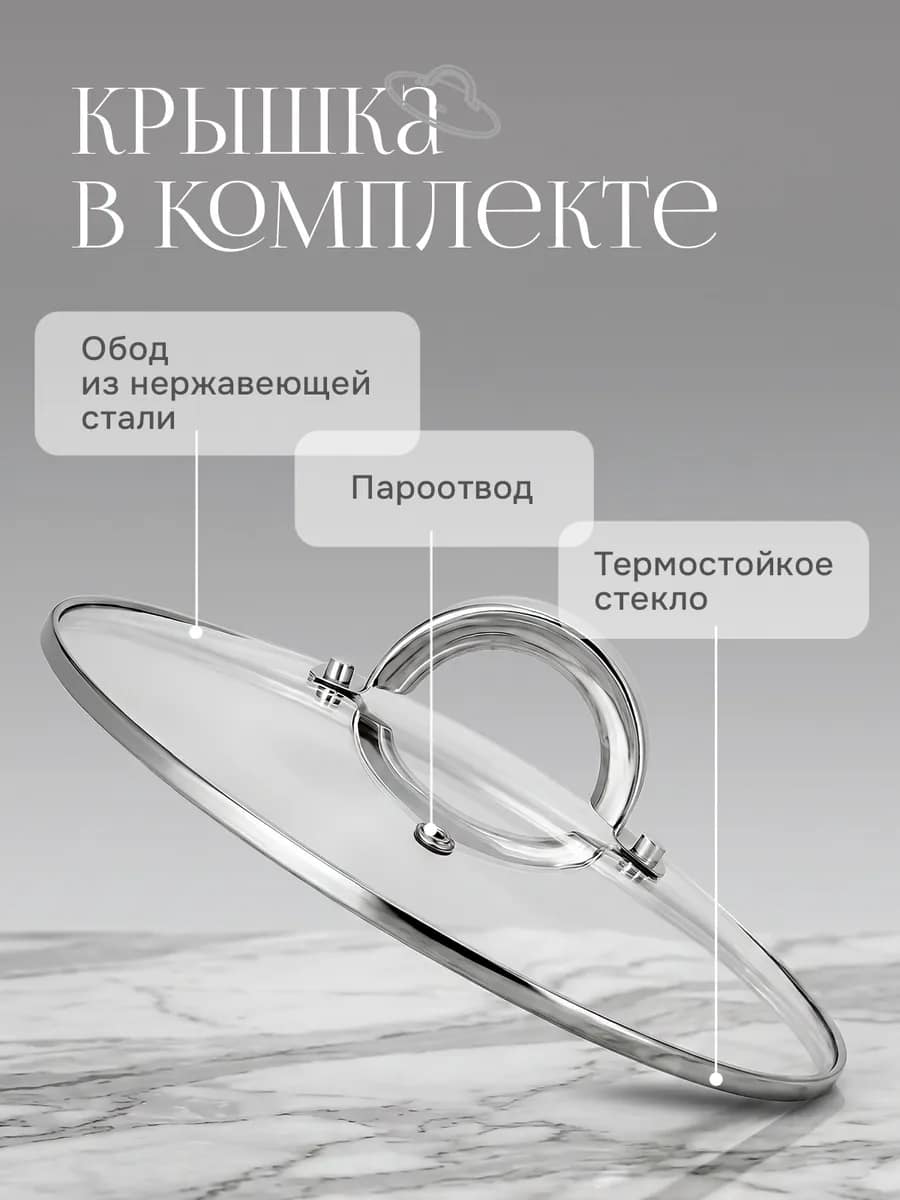 КРЫШКА
В КОМПЛЕКТЕ
Обод
из нержавеющей
стали
Пароотвод
Термостойкое
стекло